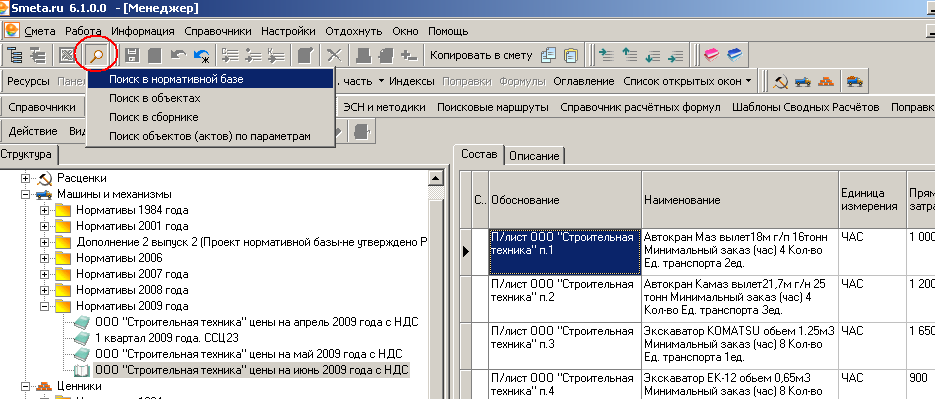 Smeta.ru 6.1.0.0 - [Менеджер]
Смета Работа Информация Справочники Настройки Отдохнуть Окно Помощь
Копировать в смету
Ресурсы Пане . часть Индексы Поправки Формулы Оглавление Список открытых окон
Поиск в нормативной базе
Поиск в объектах
Поиск в сборнике
Поиск объектов (актов) по параметрам
Справочники ЭСН и методики Поисковые маршруты Справочник расчётных формул Шаблоны Сводных Расчётов Поправк
Действие Вид
Структура
Расценки
Машины и механизмы
Нормативы 1984 года
Нормативы 2001 года
Дополнение 2 выпуск 2 (Проект нормативной базы-не утверждено Р
Нормативы 2006
Нормативы 2007 года
Нормативы 2008 года
Нормативы 2009 года
ООО "Строительная техника" цены на апрель 2009 года с НДС
1 квартал 2009 года. ССЦ23
ООО "Строительная техника" цены на май 2009 года с НДС
ООО "Строительная техника" цены на июнь 2009 года с НДС
Ценники
Состав Описание
С.. Обоснование Наименование Единица измерения Прям затра
П/лист ООО "Строительная Автокран Маз вылет18м г/п 16тонн ЧАС 1 000
техника" п.1 Минимальный заказ (час) 4 Кол-во
Ед. транспорта 2ед.
П/лист ООО "Строительная Автокран Камаз вылет21,7м г/п 25 ЧАС 1 200
техника" п.2 тонн Минимальный заказ (час) 4
Кол-во Ед. транспорта 3ед.
П/лист ООО "Строительная Экскаватор KOMATSU обьем 1.25м3 ЧАС 1 650
техника" п.3 Минимальный заказ (час) 8 Кол-во
Ед. транспорта 1ед.
П/лист ООО "Строительная Экскаватор ЕК-12 обьем 0,65м3 ЧАС 900
техника" п.4 Минимальный заказ (час) 8 Кол-во